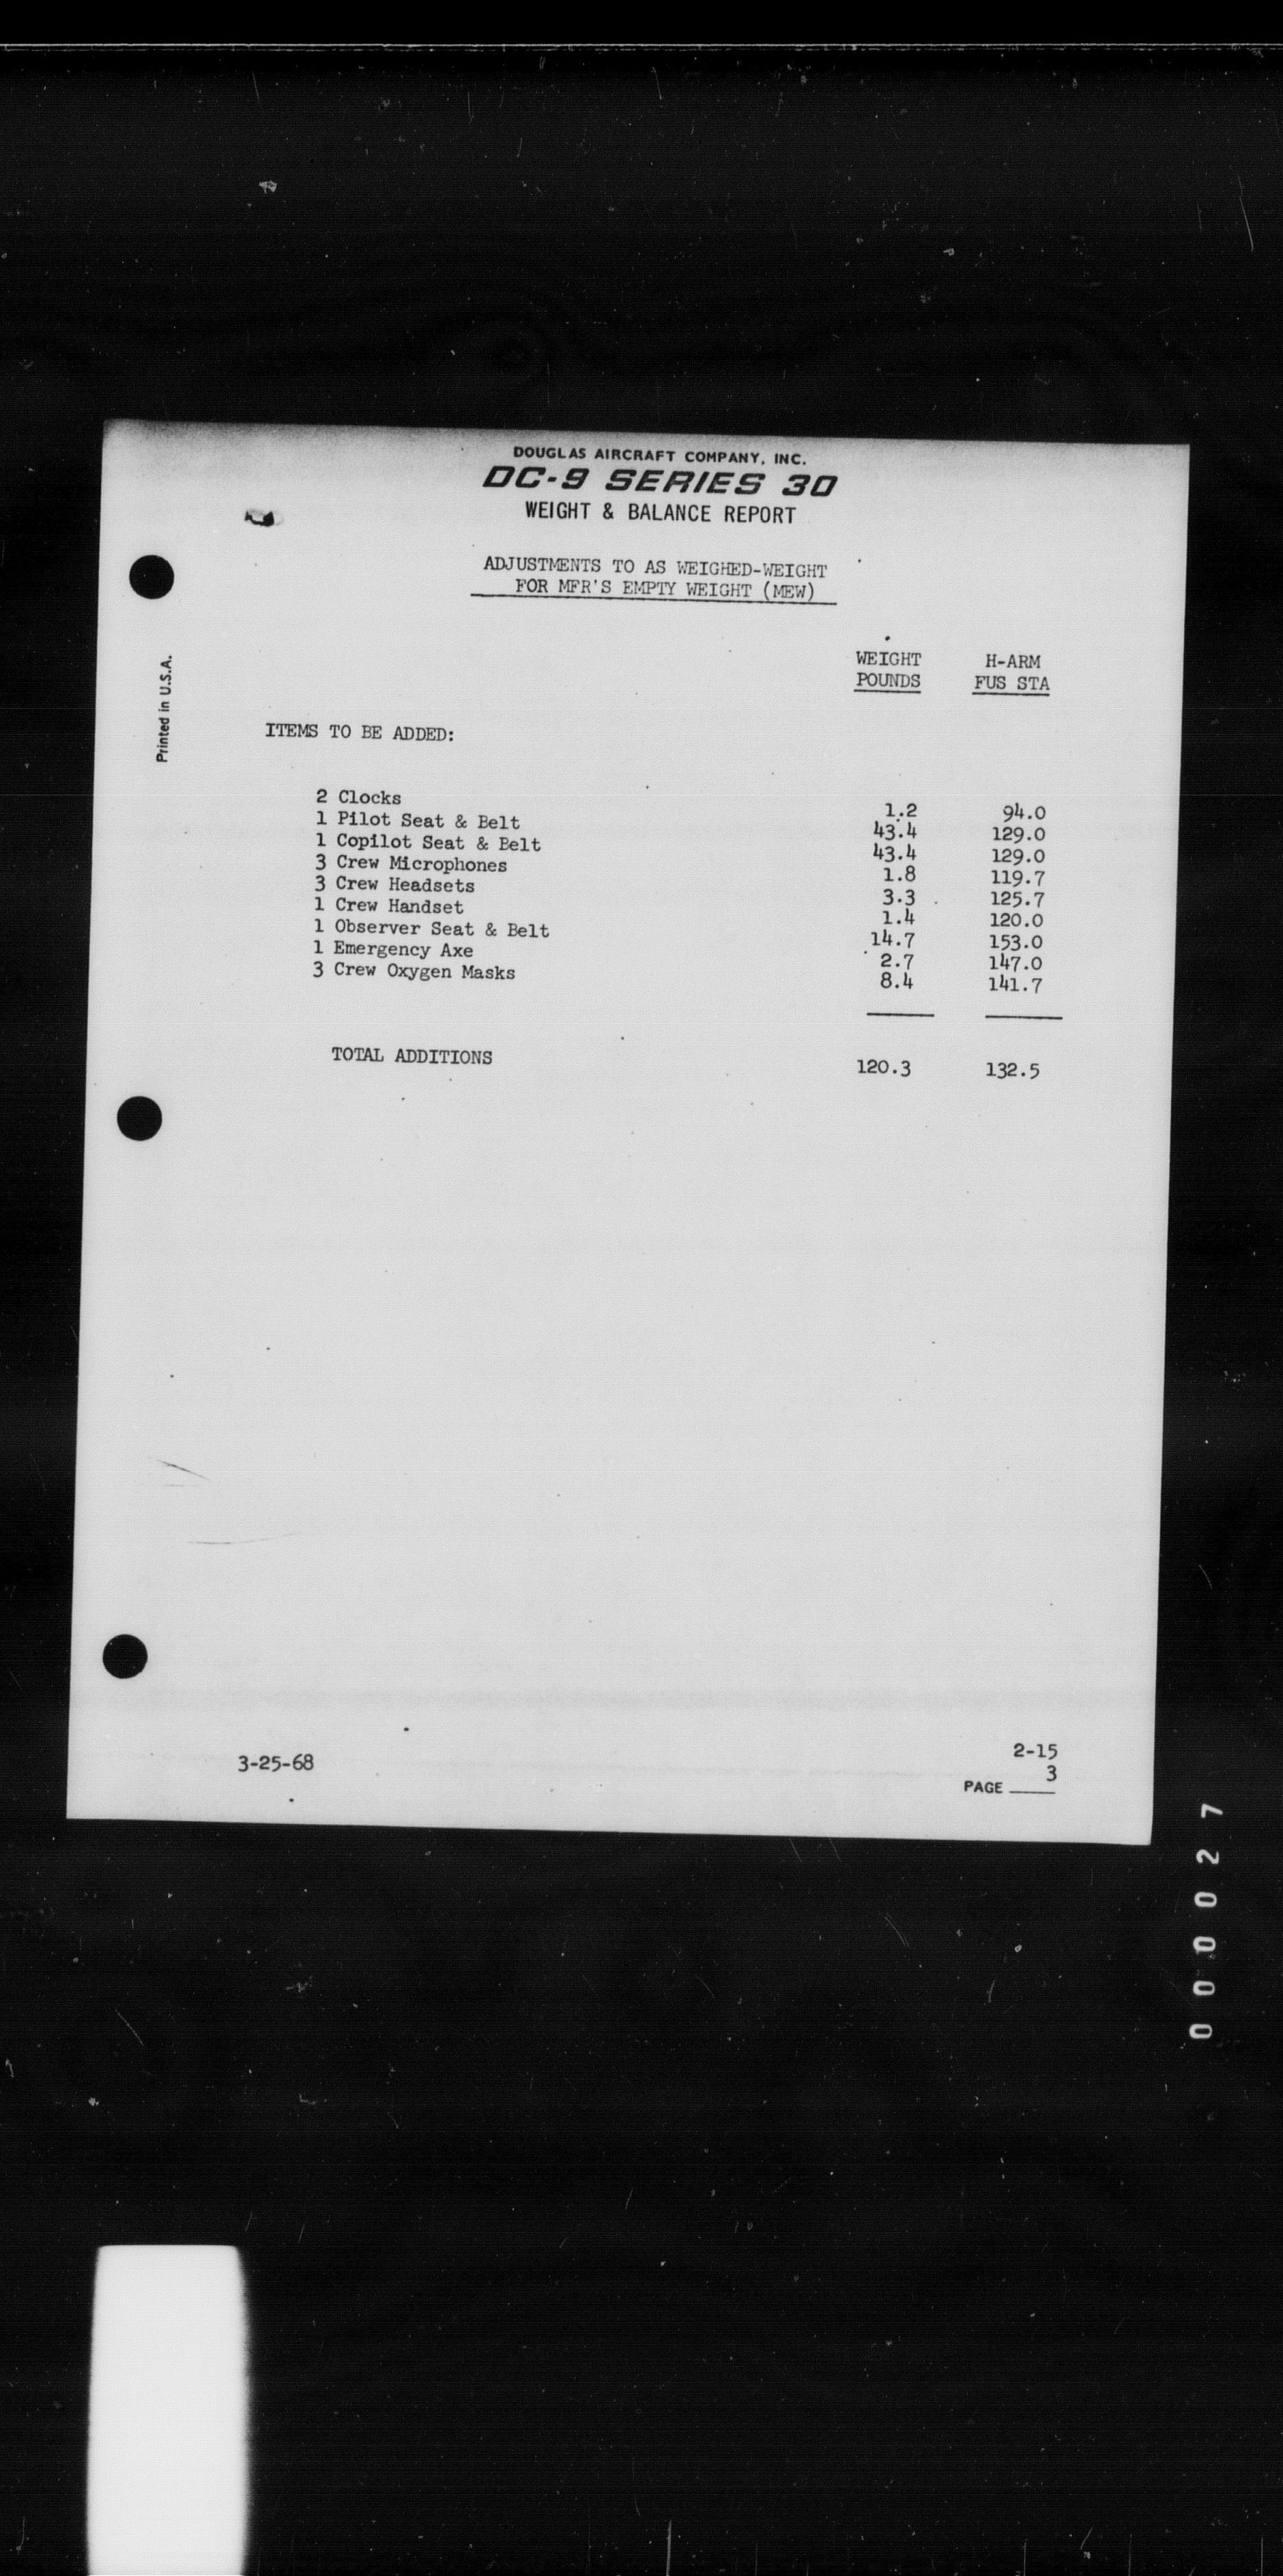 DOUGLAS AIRCRAFT COMPANY, INC.
DC-9 SERIES 30
WEIGHT & BALANCE REPORT
ADJUSTMENTS TO AS WEIGHED-WEIGHT
FOR MFR'S EMPTY WEIGHT (MEW)
WEIGHT H-ARM
POUNDS FUS STA
Printed in U.S.A.
ITEMS TO BE ADDED:
2 Clocks 1.2 94.0
1 Pilot Seat & Belt 43.4 129.0
1 Copilot Seat & Belt 43.4 129.0
3 Crew Microphones 1.8 119.7
3 Crew Headsets 3.3 125.7
1 Crew Handset 1.4 120.0
1 Observer Seat & Belt 14.7 153.0
1 Emergency Axe 2.7 147.0
3 Crew Oxygen Masks 8.4 141.7
TOTAL ADDITIONS 120.3 132.5
3-25-68 2-15
PAGE 3
000027